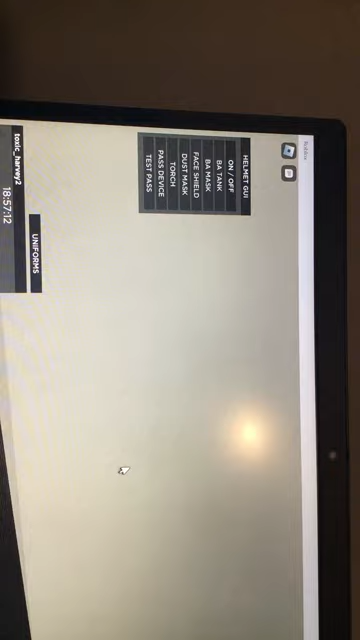 Roblox
HELMET GUI
ON / OFF
BA TANK
BA MASK
FACE SHIELD
DUST MASK
TORCH
PASS DEVICE
TEST PASS
UNIFORMS
toxic_harvey2
18:57:12